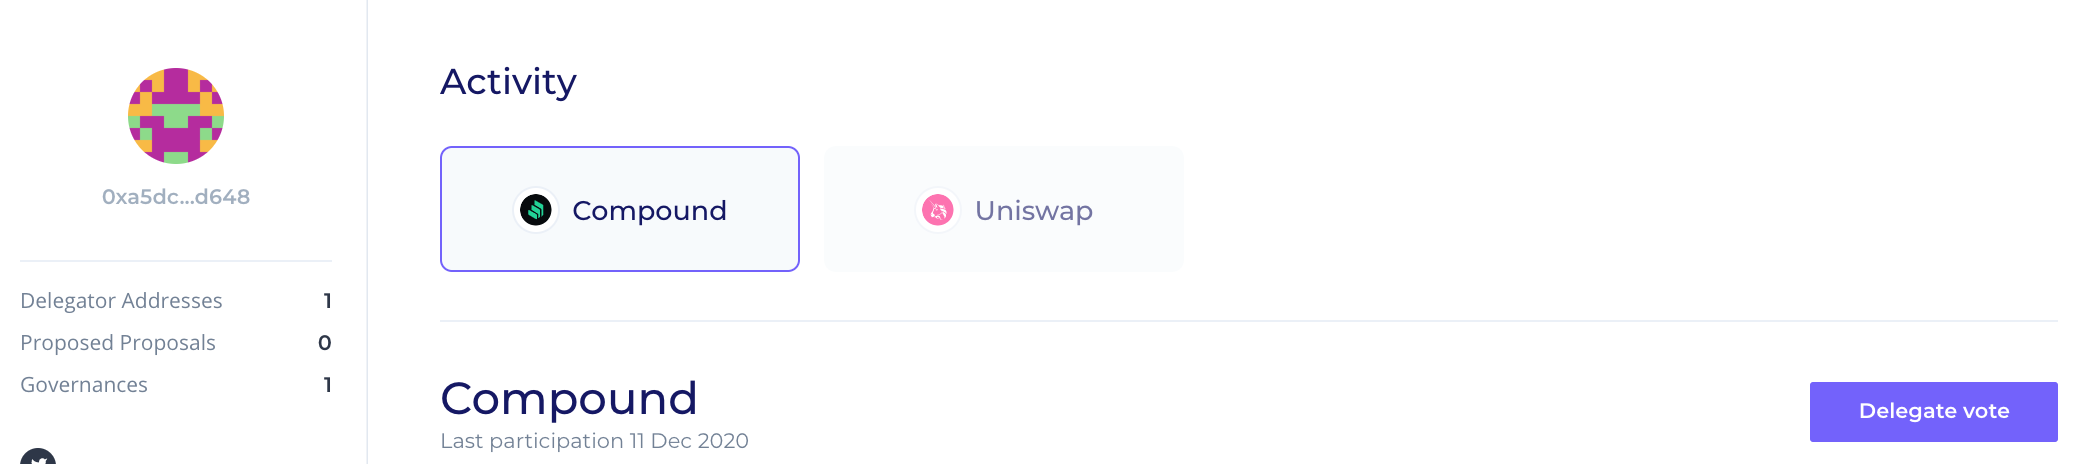 0xa5dc...d648
Delegator Addresses 1
Proposed Proposals 0
Governances 1
Activity
Compound
Uniswap
Compound
Last participation 11 Dec 2020
Delegate vote